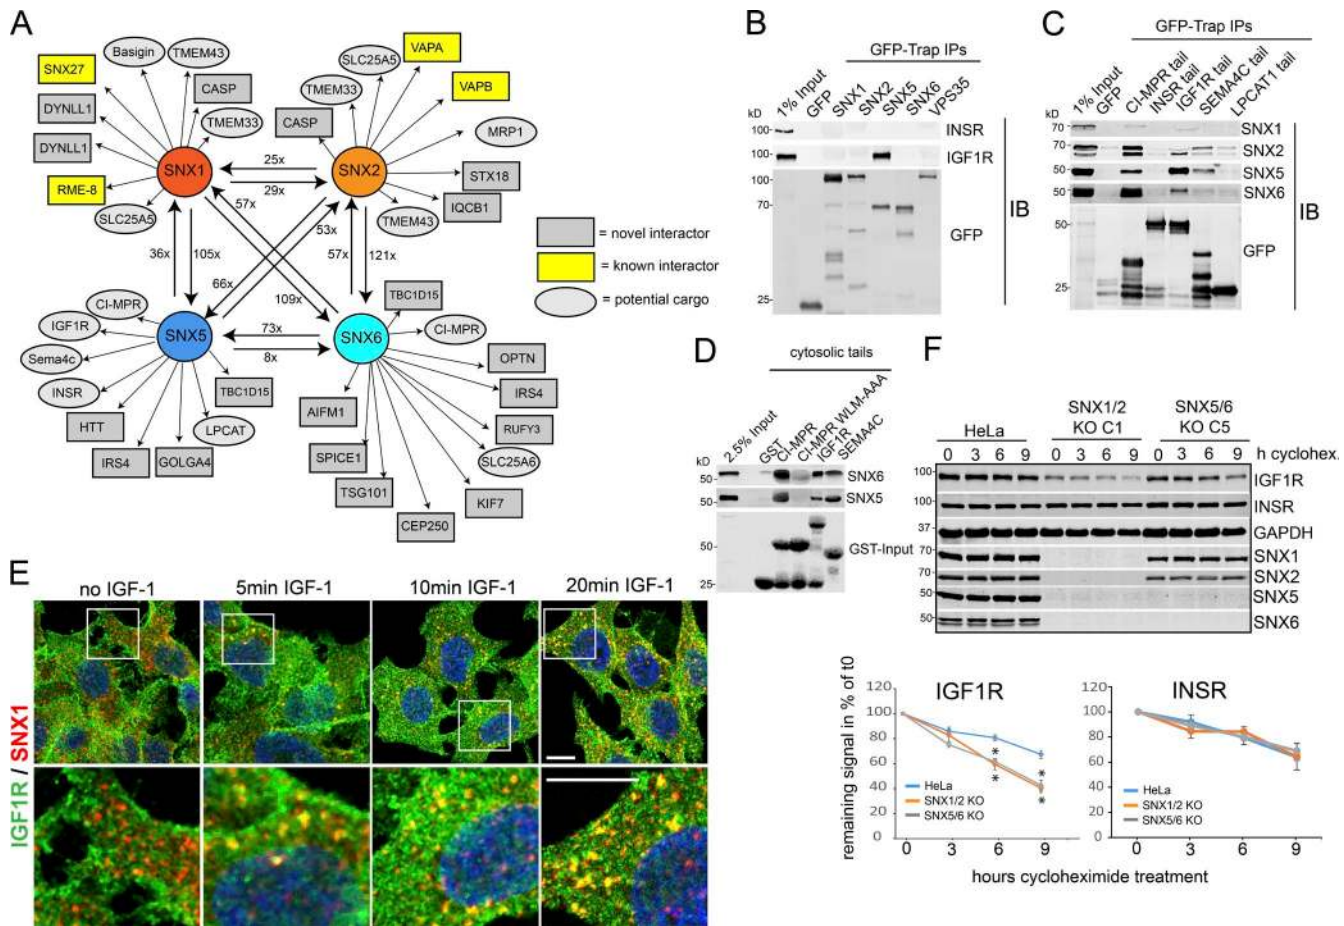 A
Basigin
TMEM43
SNX27
CASP
DYNLL1
TMEM33
DYNLL1
SNX1
RME-8
SLC25A5
SLC25A5
VAPA
TMEM33
VAPB
CASP
MRP1
SNX2
STX18
IQCB1
TMEM43
25x
29x
57x
53x
36x
105x
57x
121x
66x
109x
73x
8x
= novel interactor
= known interactor
= potential cargo
CI-MPR
IGF1R
SNX5
Sema4c
INSR
TBC1D15
HTT
LPCAT
IRS4
GOLGA4
TBC1D15
CI-MPR
SNX6
OPTN
IRS4
AIFM1
RUFY3
SPICE1
SLC25A6
TSG101
KIF7
CEP250
B
GFP-Trap IPs
1% Input
GFP
SNX1
SNX2
SNX5
SNX6
VPS35
kD
100
INSR
100
IGF1R
100
70
GFP
25
IB
C
GFP-Trap IPs
1% Input
GFP
CI-MPR tail
INSR tail
IGF1R tail
SEMA4C tail
LPCAT1 tail
kD
70
SNX1
70
SNX2
50
SNX5
50
SNX6
50
GFP
25
IB
D
cytosolic tails
2.5% Input
GST
CI-MPR
CI-MPR WLM-AAA
IGF1R
SEMA4C
kD
50
SNX6
50
SNX5
50
GST-Input
25
E
no IGF-1
5min IGF-1
10min IGF-1
20min IGF-1
IGF1R / SNX1
F
HeLa
SNX1/2
KO C1
SNX5/6
KO C5
0 3 6 9 0 3 6 9 0 3 6 9 h cyclohex.
100
IGF1R
100
INSR
37
GAPDH
70
SNX1
70
SNX2
50
SNX5
50
SNX6
remaining signal in % of t0
IGF1R
120
100
80
60
40
20
0
* *
* *
HeLa
SNX1/2 KO
SNX5/6 KO
0 3 6 9
INSR
120
100
80
60
40
20
0
HeLa
SNX1/2 KO
SNX5/6 KO
0 3 6 9
hours cycloheximide treatment